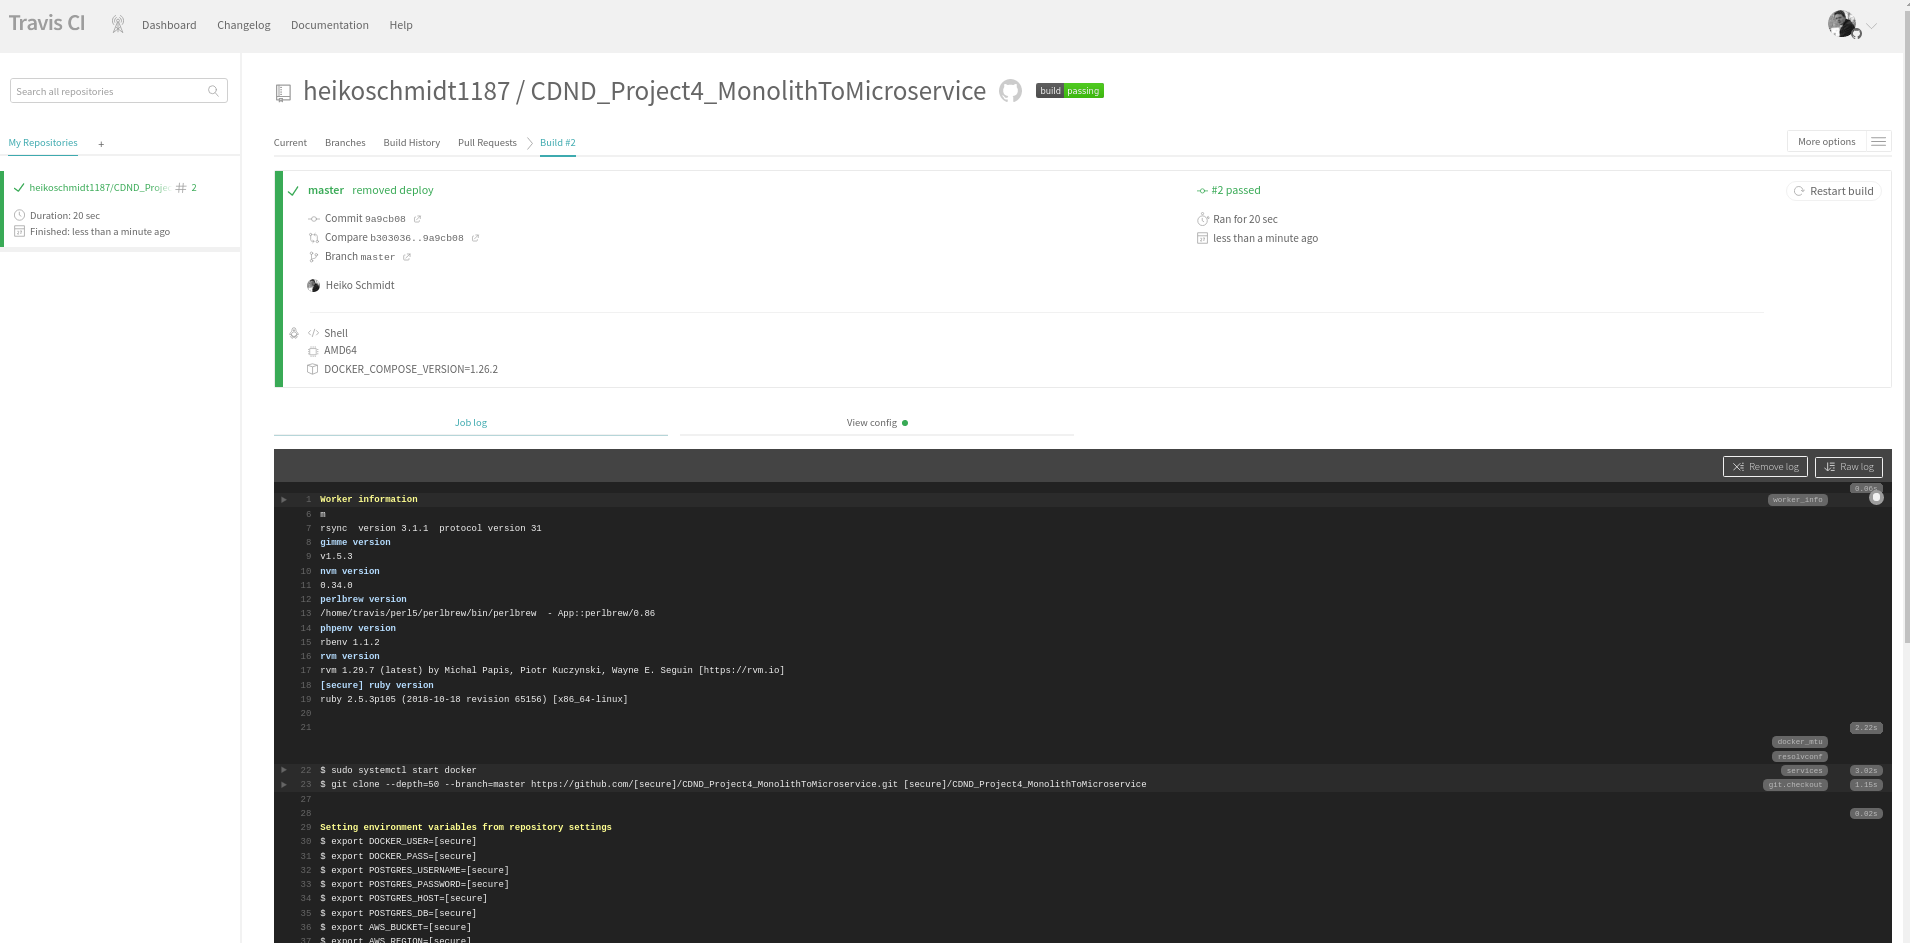 Travis CI
Dashboard Changelog Documentation Help
Search all repositories
My Repositories +
heikoschmidt1187/CDND_Proje # 2
Duration: 20 sec
Finished: less than a minute ago
heikoschmidt1187 / CDND_Project4_MonolithToMicroservice build passing
Current Branches Build History Pull Requests Build #2 More options
master removed deploy
Commit 9a9cb08
Compare b303036..9a9cb08
Branch master
Heiko Schmidt
#2 passed
Ran for 20 sec
less than a minute ago
Restart build
Shell
AMD64
DOCKER_COMPOSE_VERSION=1.26.2
Job log View config
Remove log Raw log
0.06s
1 Worker information worker_info
6 m
7 rsync  version 3.1.1  protocol version 31
8 gimme version
9 v1.5.3
10 nvm version
11 0.34.0
12 perlbrew version
13 /home/travis/perl5/perlbrew/bin/perlbrew  - App::perlbrew/0.86
14 phpenv version
15 rbenv 1.1.2
16 rvm version
17 rvm 1.29.7 (latest) by Michal Papis, Piotr Kuczynski, Wayne E. Seguin [https://rvm.io]
18 [secure] ruby version
19 ruby 2.5.3p105 (2018-10-18 revision 65156) [x86_64-linux]
20
21 2.22s
docker_mtu
resolvconf
22 $ sudo systemctl start docker services 3.02s
23 $ git clone --depth=50 --branch=master https://github.com/[secure]/CDND_Project4_MonolithToMicroservice.git [secure]/CDND_Project4_MonolithToMicroservice git.checkout 1.15s
27
28 0.02s
29 Setting environment variables from repository settings
30 $ export DOCKER_USER=[secure]
31 $ export DOCKER_PASS=[secure]
32 $ export POSTGRES_USERNAME=[secure]
33 $ export POSTGRES_PASSWORD=[secure]
34 $ export POSTGRES_HOST=[secure]
35 $ export POSTGRES_DB=[secure]
36 $ export AWS_BUCKET=[secure]
37 $ export AWS_REGION=[secure]